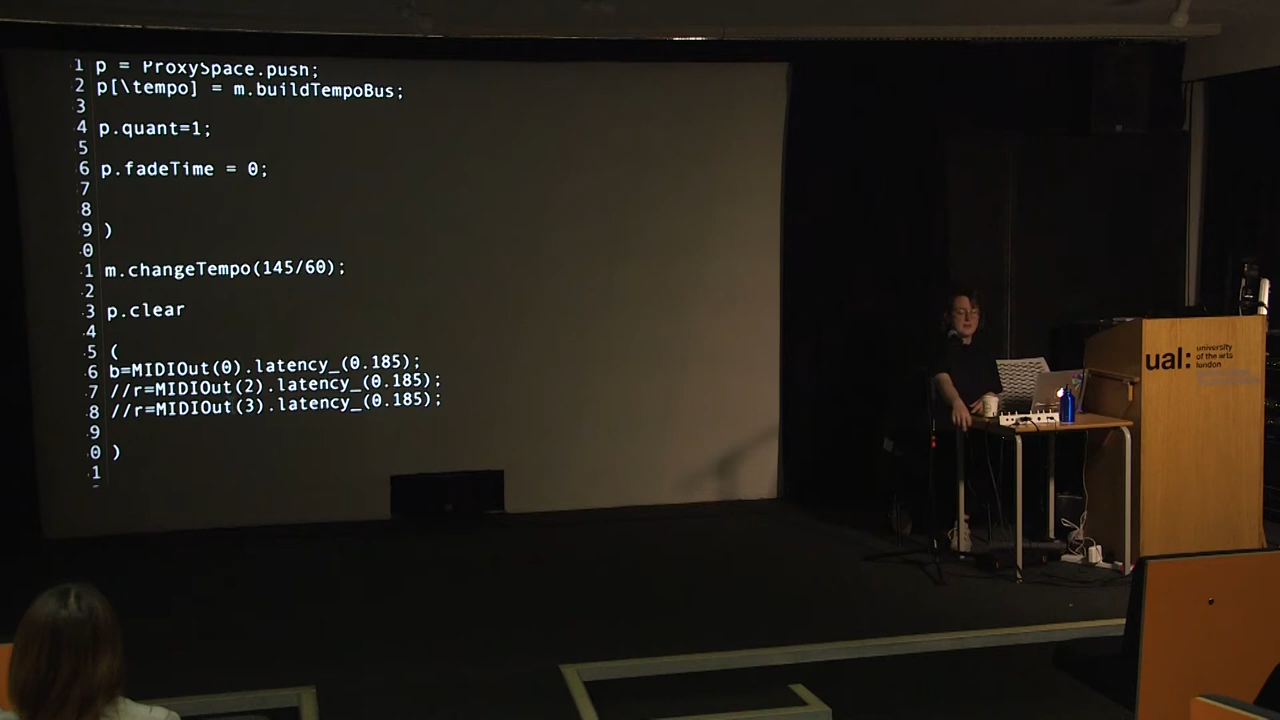 1 p = ProxySpace.push;
2 p[\tempo] = m.buildTempoBus;
3
4 p.quant=1;
5
6 p.fadeTime = 0;
7
8
9 )
0
1 m.changeTempo(145/60);
2
3 p.clear
4
5 (
6 b=MIDIOut(0).latency_(0.185);
7 //r=MIDIOut(2).latency_(0.185);
8 //r=MIDIOut(3).latency_(0.185);
9
0 )
1
ual: university
of the arts
london